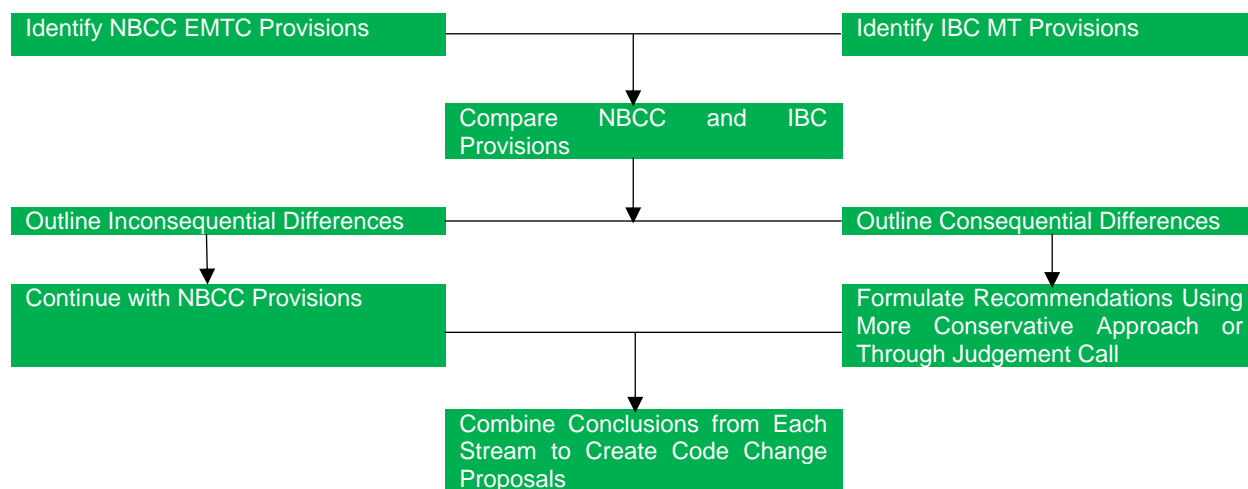 Identify NBCC EMTC Provisions
Identify IBC MT Provisions
Compare NBCC and IBC
Provisions
Outline Inconsequential Differences
Outline Consequential Differences
Continue with NBCC Provisions
Formulate Recommendations Using
More Conservative Approach or
Through Judgement Call
Combine Conclusions from Each
Stream to Create Code Change
Proposals